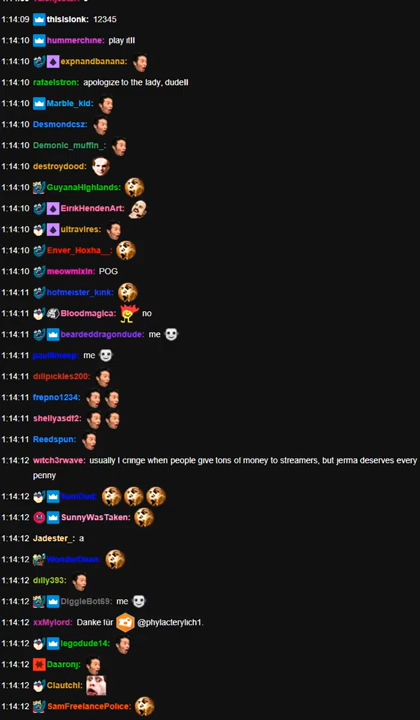 1:14:09 thisislonk: 12345
1:14:10 hummerchine: play it!!
1:14:10 expnandbanana:
1:14:10 rafaelstron: apologize to the lady, dude!!
1:14:10 Marble_kid:
1:14:10 Desmondcsz:
1:14:10 Demonic_muffin_:
1:14:10 destroydood:
1:14:10 GuyanaHighlands:
1:14:10 EirikHendenArt:
1:14:10 ultravires:
1:14:10 Enver_Hoxha__:
1:14:10 meowmixin: POG
1:14:11 hofmeister_kink:
1:14:11 Bloodmagica: no
1:14:11 beardeddragondude: me
1:14:11 me
1:14:11 dillpickles200:
1:14:11 frepno1234:
1:14:11 shellyasdf2:
1:14:11 Reedspun:
1:14:12 witch3rwave: usually I cringe when people give tons of money to streamers, but jerma deserves every
penny
1:14:12
1:14:12 SunnyWasTaken:
1:14:12 Jadester_: a
1:14:12
1:14:12 dilly393:
1:14:12 DiggleBot69: me
1:14:12 xxMylord: Danke für @phylacterylich1.
1:14:12 legodude14:
1:14:12 Daaronj:
1:14:12 Clautchi:
1:14:12 SamFreelancePolice: